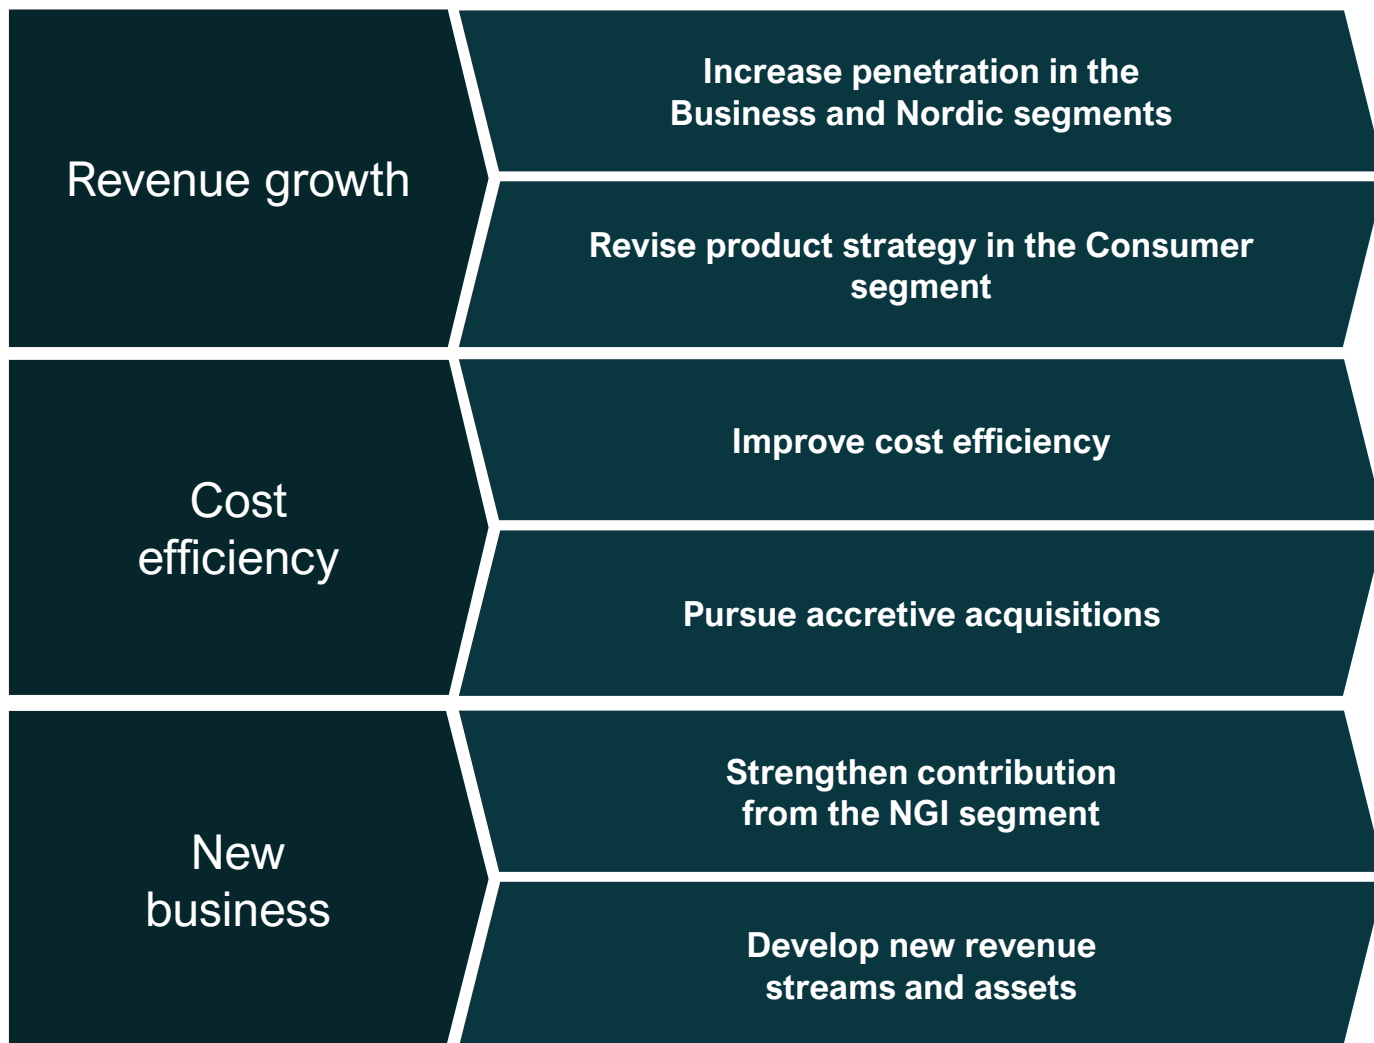 Revenue growth
Increase penetration in the
Business and Nordic segments
Revise product strategy in the Consumer
segment
Cost
efficiency
Improve cost efficiency
Pursue accretive acquisitions
New
business
Strengthen contribution
from the NGI segment
Develop new revenue
streams and assets